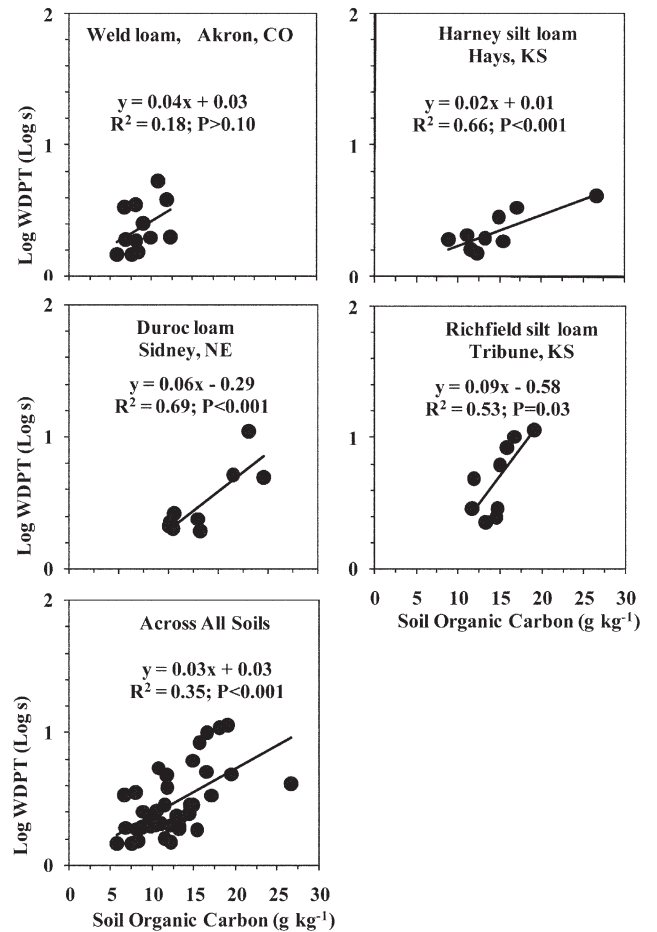 2
Weld loam, Akron, CO
y = 0.04x + 0.03
R² = 0.18; P>0.10
1
0
Log WDPT (Log s)
2
Harney silt loam
Hays, KS
y = 0.02x + 0.01
R² = 0.66; P<0.001
1
0
2
Duroc loam
Sidney, NE
y = 0.06x - 0.29
R² = 0.69; P<0.001
1
0
Log WDPT (Log s)
2
Richfield silt loam
Tribune, KS
y = 0.09x - 0.58
R² = 0.53; P=0.03
1
0
0 5 10 15 20 25 30
Soil Organic Carbon (g kg⁻¹)
2
Across All Soils
y = 0.03x + 0.03
R² = 0.35; P<0.001
1
0
Log WDPT (Log s)
0 5 10 15 20 25 30
Soil Organic Carbon (g kg⁻¹)